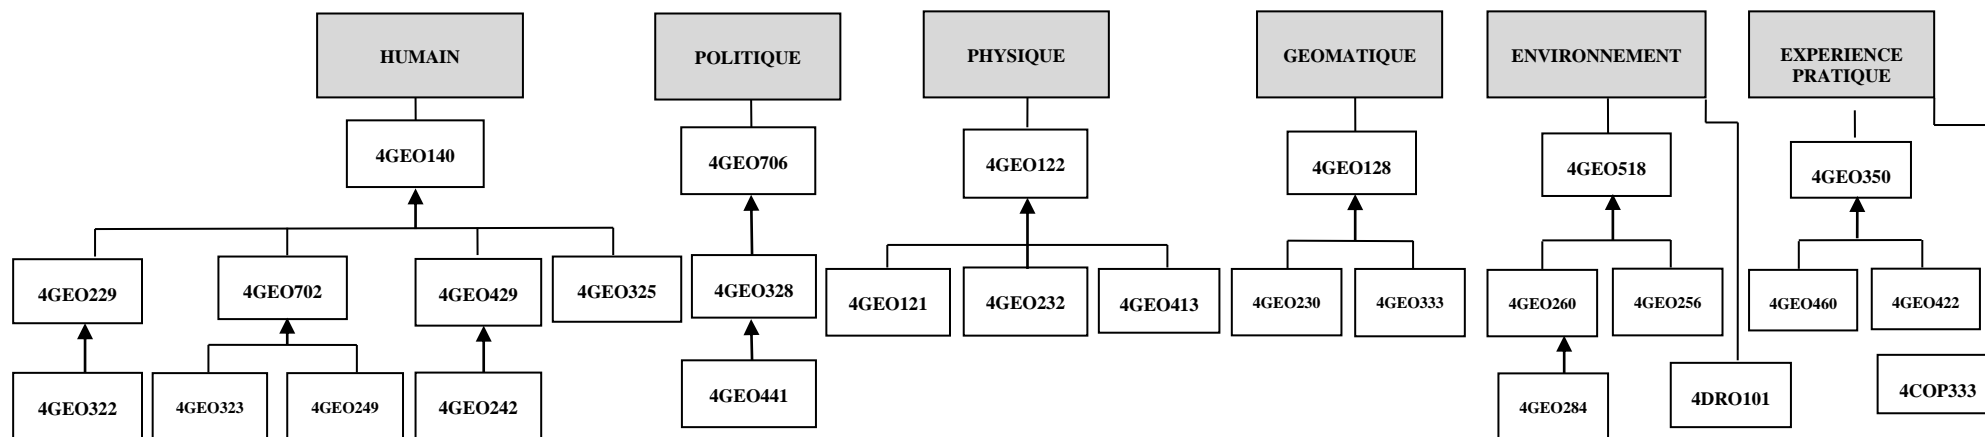 HUMAIN
POLITIQUE
PHYSIQUE
GEOMATIQUE
ENVIRONNEMENT
EXPERIENCE
PRATIQUE
4GEO140
4GEO706
4GEO122
4GEO128
4GEO518
4GEO350
4GEO229
4GEO702
4GEO429
4GEO325
4GEO328
4GEO121
4GEO232
4GEO413
4GEO230
4GEO333
4GEO260
4GEO256
4GEO460
4GEO422
4GEO322
4GEO323
4GEO249
4GEO242
4GEO441
4GEO284
4DRO101
4COP333